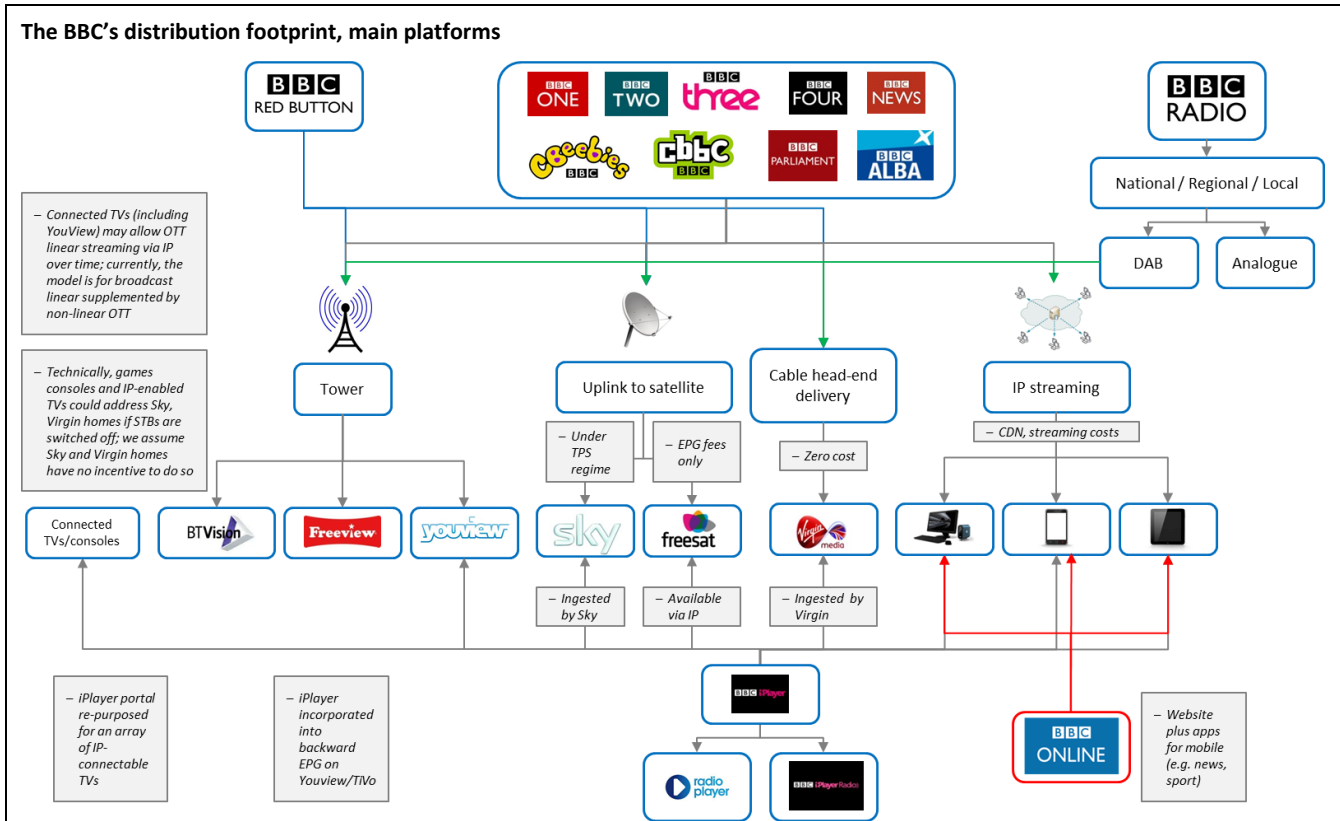 The BBC's distribution footprint, main platforms
BBC
RED BUTTON
BBC
ONE
BBC
TWO
BBC
three
BBC
FOUR
BBC
NEWS
CBeebies
BBC
cbbc
BBC
BBC
PARLIAMENT
BBC
ALBA
BBC
RADIO
National / Regional / Local
DAB
Analogue
– Connected TVs (including
YouView) may allow OTT
linear streaming via IP
over time; currently, the
model is for broadcast
linear supplemented by
non-linear OTT
– Technically, games
consoles and IP-enabled
TVs could address Sky,
Virgin homes if STBs are
switched off; we assume
Sky and Virgin homes
have no incentive to do so
Tower
Uplink to satellite
Cable head-end
delivery
IP streaming
– Under
TPS
regime
– EPG fees
only
– Zero cost
– CDN, streaming costs
Connected
TVs/consoles
BTVision
Freeview
youview
sky
freesat
Virgin
media
– Ingested
by Sky
– Available
via IP
– Ingested by
Virgin
– iPlayer portal
re-purposed
for an array
of IP-
connectable
TVs
– iPlayer
incorporated
into
backward
EPG on
Youview/TiVo
BBC iPlayer
radio
player
BBC iPlayer Radio
BBC
ONLINE
– Website
plus apps
for mobile
(e.g. news,
sport)